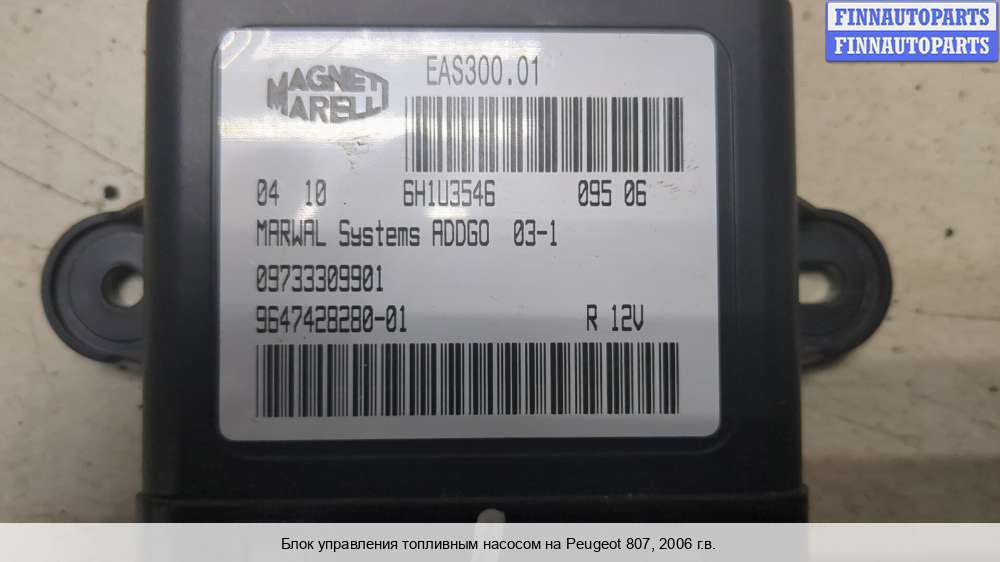 FINNAUTOPARTS
FINNAUTOPARTS
MAGNETI MARELLI
EAS300.01
04 10 6H1U3546 095 06
MARWAL Systems ADDGO 03-1
09733309901
9647428280-01 R 12V
Блок управления топливным насосом на Peugeot 807, 2006 г.в.